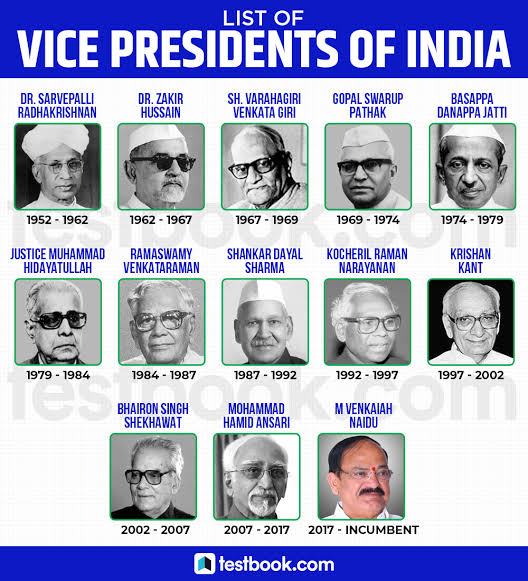 LIST OF
VICE PRESIDENTS OF INDIA
DR. SARVEPALLI
RADHAKRISHNAN
1952 - 1962
DR. ZAKIR
HUSSAIN
1962 - 1967
SH. VARAHAGIRI
VENKATA GIRI
1967 - 1969
GOPAL SWARUP
PATHAK
1969 - 1974
BASAPPA
DANAPPA JATTI
1974 - 1979
testbook.com
JUSTICE MUHAMMAD
HIDAYATULLAH
1979 - 1984
RAMASWAMY
VENKATARAMAN
1984 - 1987
SHANKAR DAYAL
SHARMA
1987 - 1992
KOCHERIL RAMAN
NARAYANAN
1992 - 1997
KRISHAN
KANT
1997 - 2002
testbook.com
BHAIRON SINGH
SHEKHAWAT
2002 - 2007
MOHAMMAD
HAMID ANSARI
2007 - 2017
M VENKAIAH
NAIDU
2017 - INCUMBENT
testbook.com